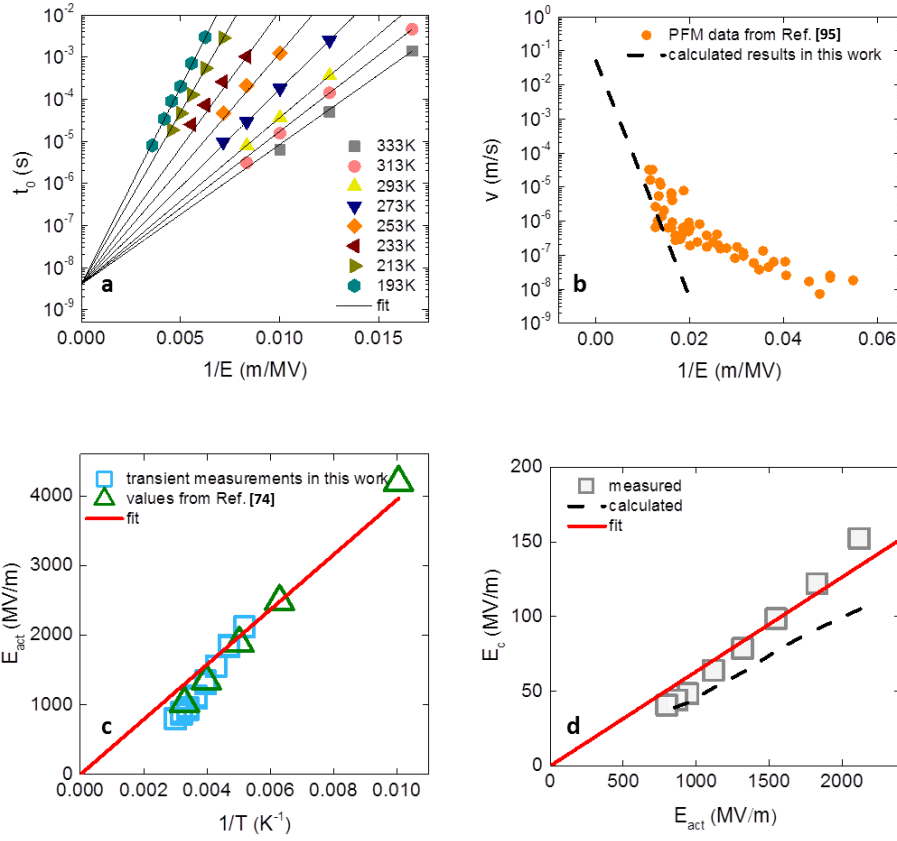 10⁰
10⁻¹
10⁻²
10⁻³
10⁻⁴
10⁻⁵
10⁻⁶
10⁻⁷
10⁻⁸
10⁻⁹
t₀ (s)
333K
313K
293K
273K
253K
233K
213K
193K
fit
a
0.000 0.005 0.010 0.015
1/E (m/MV)
10¹
10⁰
10⁻¹
10⁻²
10⁻³
10⁻⁴
10⁻⁵
10⁻⁶
10⁻⁷
10⁻⁸
10⁻⁹
v (m/s)
PFM data from Ref. [95]
calculated results in this work
b
0.00 0.02 0.04 0.06
1/E (m/MV)
4000
3000
2000
1000
0
E_act (MV/m)
transient measurements in this work
values from Ref. [74]
fit
c
0.000 0.002 0.004 0.006 0.008 0.010
1/T (K⁻¹)
200
150
100
50
0
E_c (MV/m)
measured
calculated
fit
d
0 500 1000 1500 2000
E_act (MV/m)